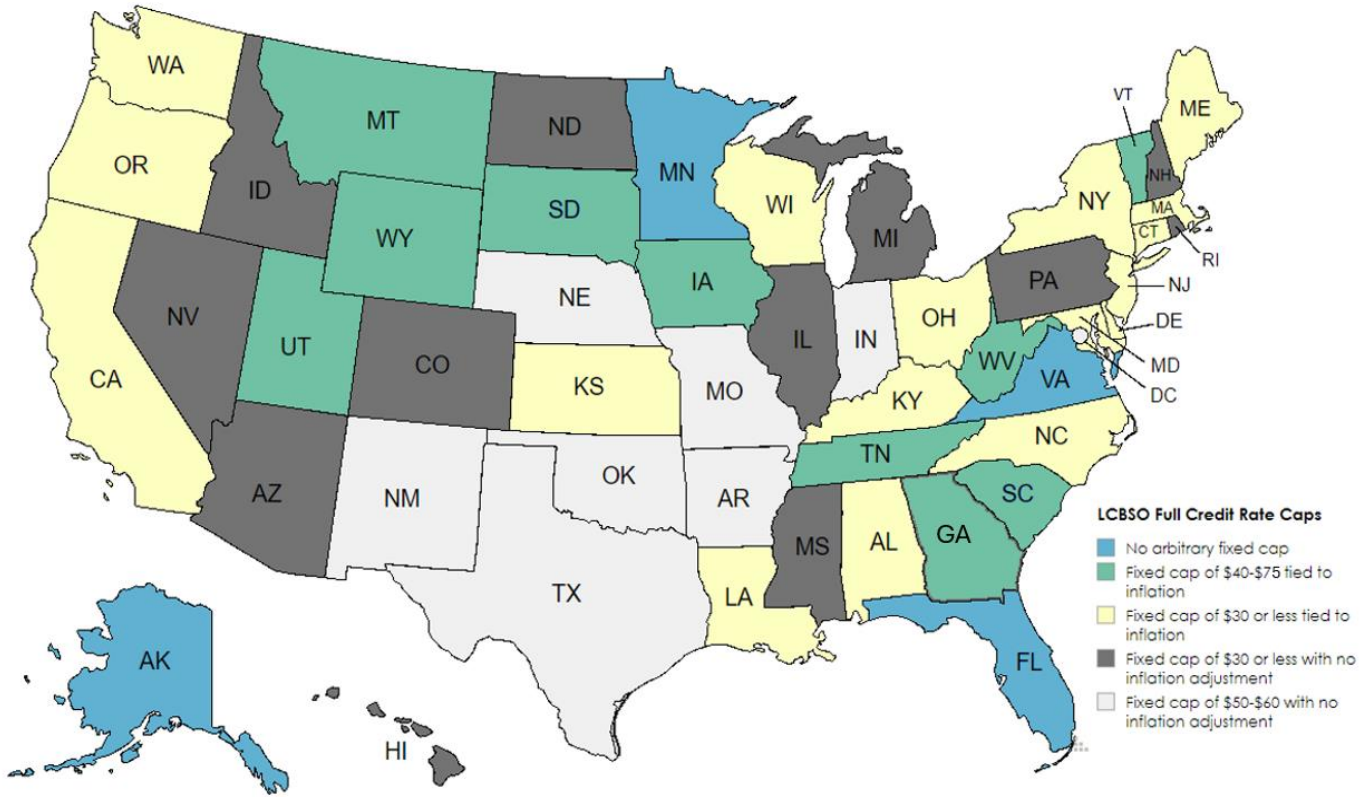 WA
MT
ND
MN
VT
ME
OR
ID
SD
WI
MI
NH
NY
MA
CT
RI
WY
IA
NE
PA
NJ
NV
UT
CO
IL
IN
OH
DE
MD
DC
CA
KS
MO
WV
VA
KY
NC
TN
AZ
NM
OK
AR
SC
MS
AL
GA
TX
LA
FL
AK
HI
LCBSO Full Credit Rate Caps
No arbitrary fixed cap
Fixed cap of $40-$75 tied to
inflation
Fixed cap of $30 or less tied to
inflation
Fixed cap of $30 or less with no
inflation adjustment
Fixed cap of $50-$60 with no
inflation adjustment